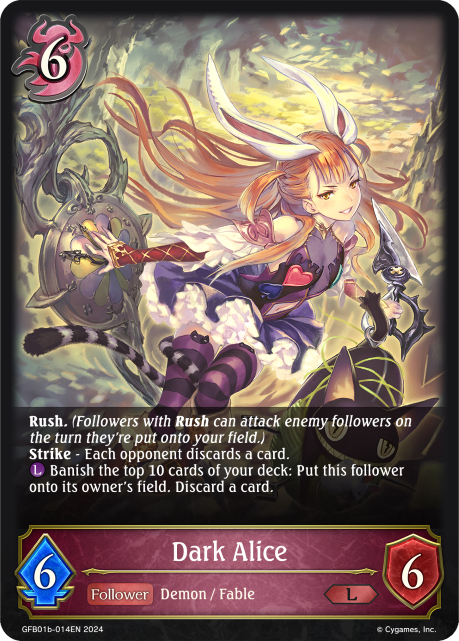 6
Rush. (Followers with Rush can attack enemy followers on
the turn they're put onto your field.)
Strike - Each opponent discards a card.
L Banish the top 10 cards of your deck: Put this follower
onto its owner's field. Discard a card.
Dark Alice
6
Follower Demon / Fable
L
6
GFB01b-014EN 2024
© Cygames, Inc.